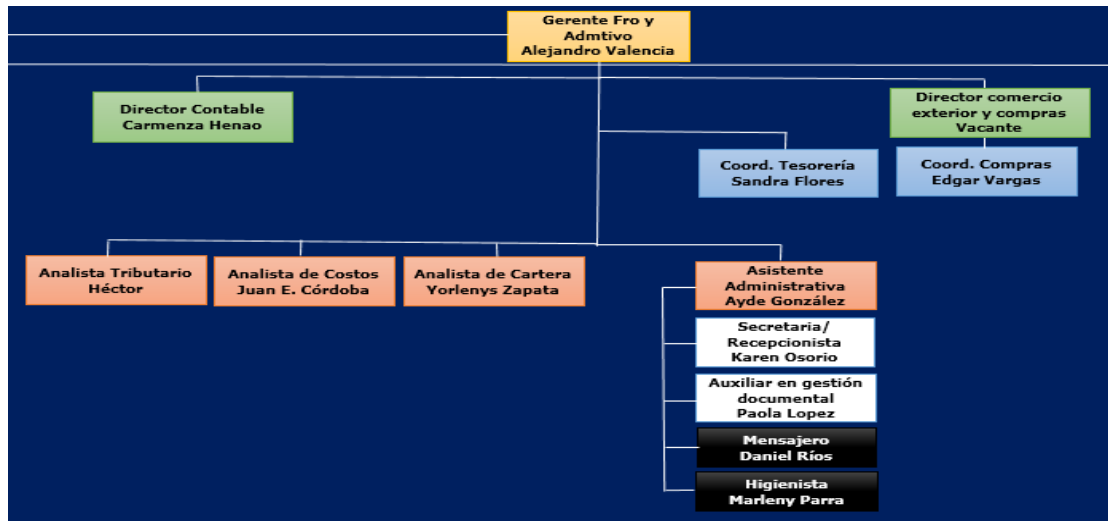 Gerente Fro y
Admtivo
Alejandro Valencia
Director Contable
Carmenza Henao
Director comercio
exterior y compras
Vacante
Coord. Tesorería
Sandra Flores
Coord. Compras
Edgar Vargas
Analista Tributario
Héctor
Analista de Costos
Juan E. Córdoba
Analista de Cartera
Yorlenys Zapata
Asistente
Administrativa
Ayde González
Secretaria/
Recepcionista
Karen Osorio
Auxiliar en gestión
documental
Paola Lopez
Mensajero
Daniel Ríos
Higienista
Marleny Parra